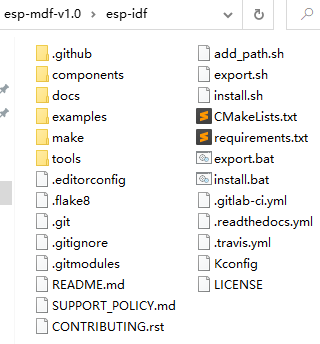 esp-mdf-v1.0 › esp-idf
.github
components
docs
examples
make
tools
.editorconfig
.flake8
.git
.gitignore
.gitmodules
README.md
SUPPORT_POLICY.md
CONTRIBUTING.rst
add_path.sh
export.sh
install.sh
CMakeLists.txt
requirements.txt
export.bat
install.bat
.gitlab-ci.yml
.readthedocs.yml
.travis.yml
Kconfig
LICENSE